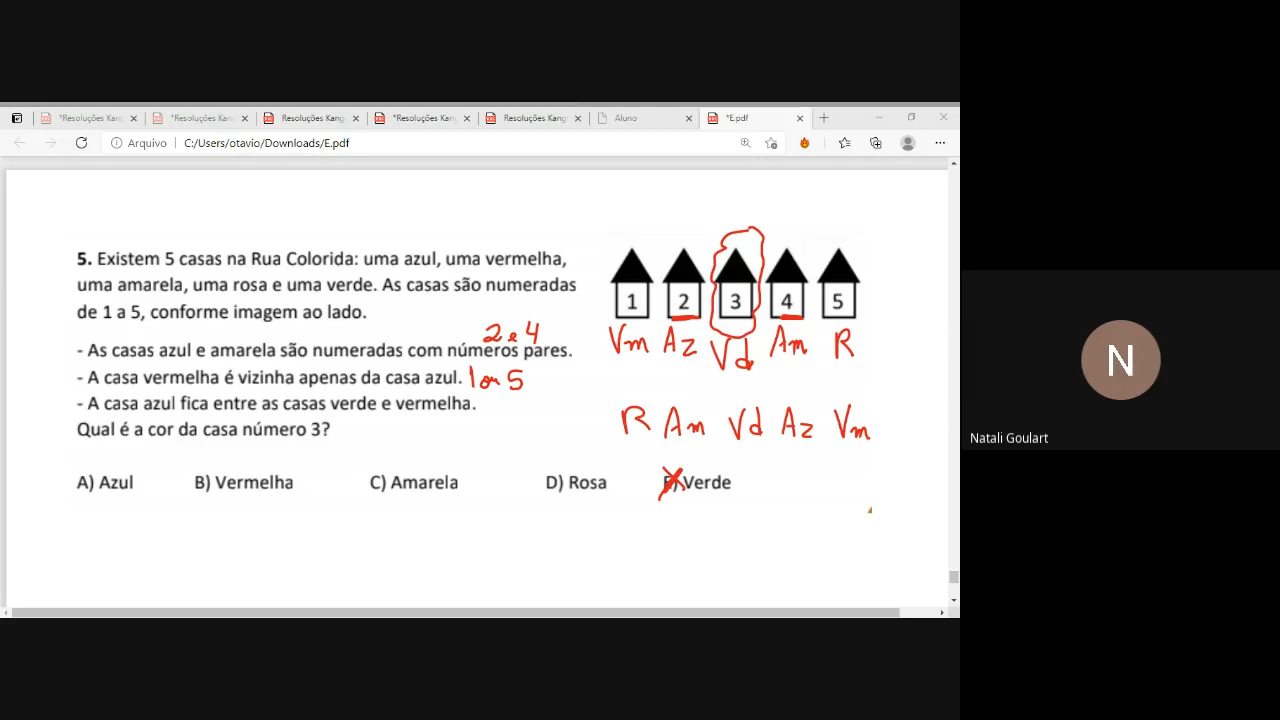 *Resoluções Kang
*Resoluções Kang
Resoluções Kang
*Resoluções Kang
Resoluções Kang
Aluno
*E.pdf
Arquivo
C:/Users/otavio/Downloads/E.pdf
5. Existem 5 casas na Rua Colorida: uma azul, uma vermelha,
uma amarela, uma rosa e uma verde. As casas são numeradas
de 1 a 5, conforme imagem ao lado.
2 e 4
- As casas azul e amarela são numeradas com números pares.
- A casa vermelha é vizinha apenas da casa azul. 1 ou 5
- A casa azul fica entre as casas verde e vermelha.
Qual é a cor da casa número 3?
1 2 3 4 5
Vm Az Vd Am R
R Am Vd Az Vm
A) Azul B) Vermelha C) Amarela D) Rosa E) Verde
N
Natali Goulart